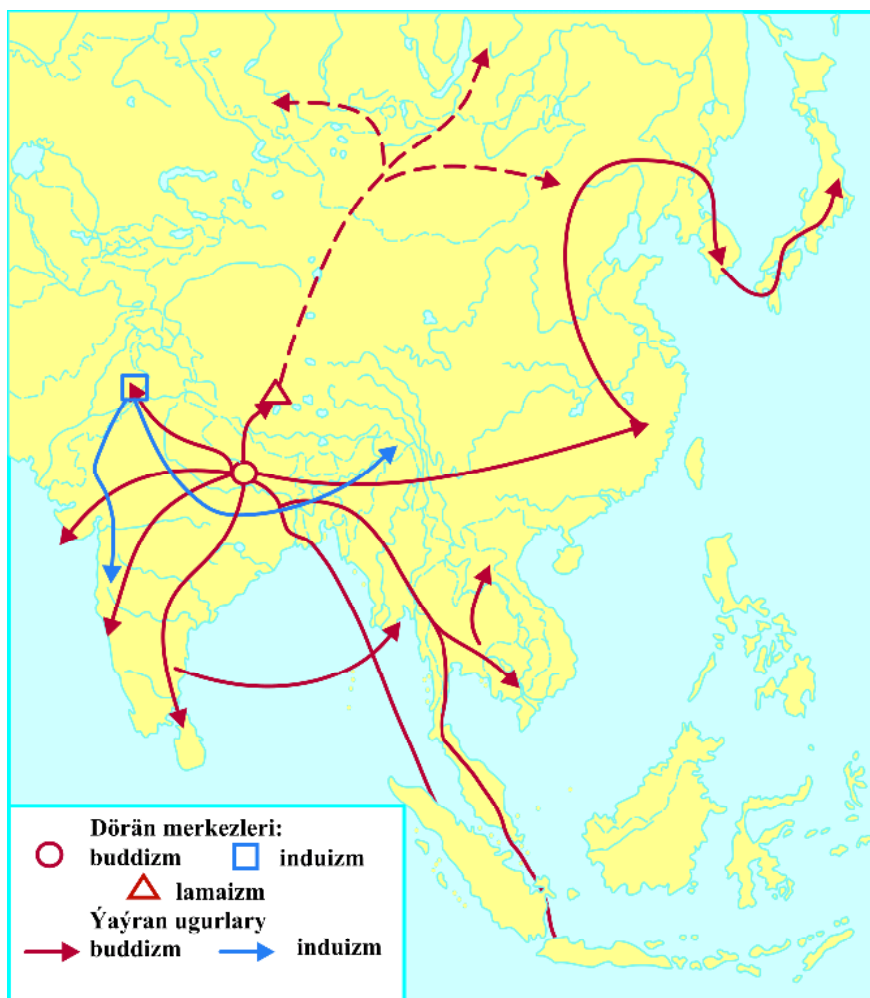 Dörän merkezleri:
buddizm induizm
lamaizm
Ýaýran ugurlary
buddizm induizm